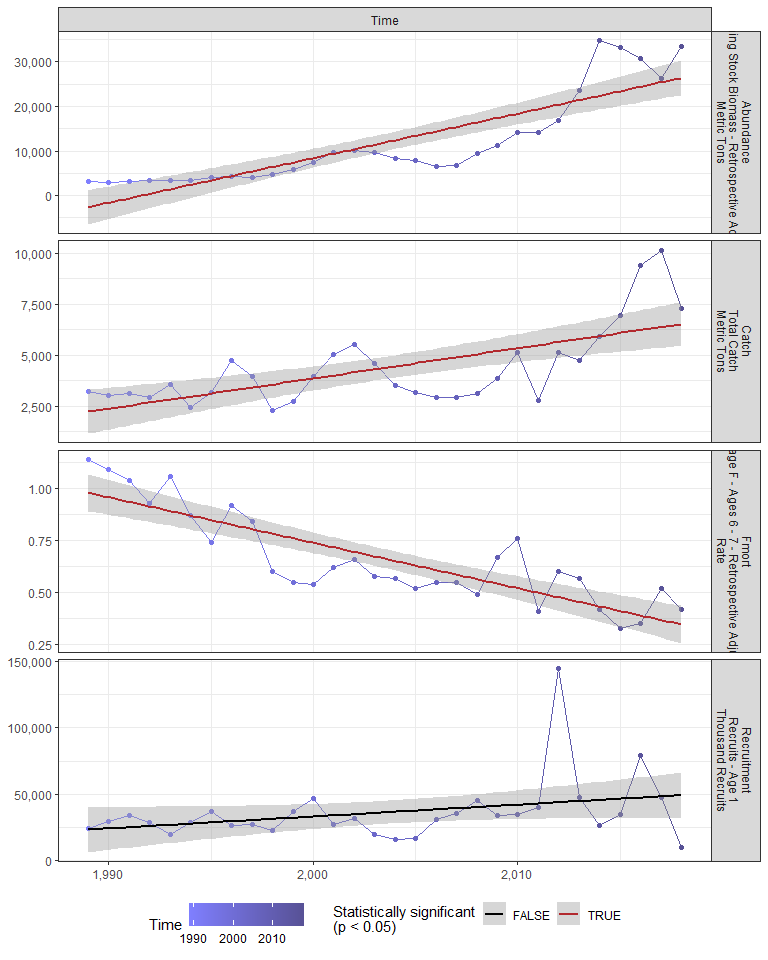 Time
30,000
20,000
10,000
0
Abundance
ing Stock Biomass - Retrospective Ad
Metric Tons
10,000
7,500
5,000
2,500
Catch
Total Catch
Metric Tons
1.00
0.75
0.50
0.25
Fmort
age F - Ages 6 - 7 - Retrospective Adju
Rate
150,000
100,000
50,000
0
Recruitment
Recruits - Age 1
Thousand Recruits
1,990
2,000
2,010
Time
1990 2000 2010
Statistically significant
(p < 0.05)
FALSE
TRUE